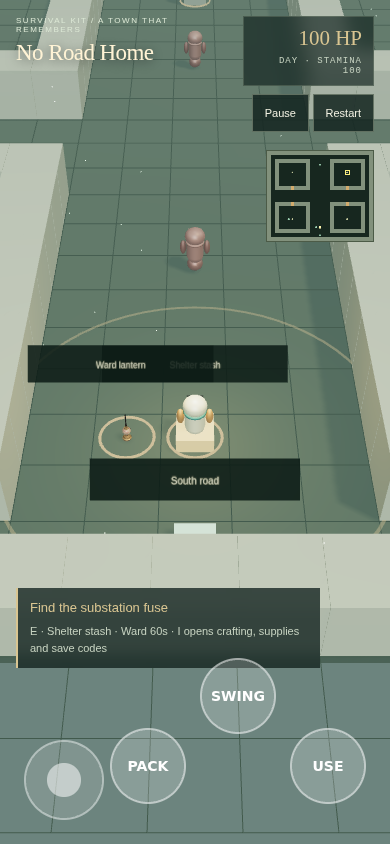 SURVIVAL KIT / A TOWN THAT
REMEMBERS
No Road Home
100 HP
DAY · STAMINA
100
Pause
Restart
Ward lantern
Shelter stash
South road
Find the substation fuse
E · Shelter stash · Ward 60s · I opens crafting, supplies
and save codes
SWING
PACK
USE